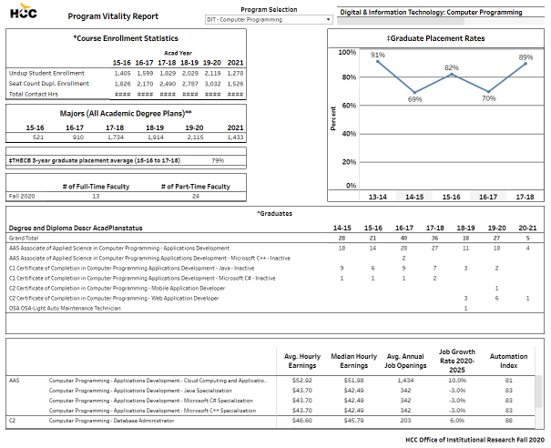 HCC
Program Vitality Report
Program Selection
DIT - Computer Programming
Digital & Information Technology: Computer Programming
*Course Enrollment Statistics
Acad Year
15-16 16-17 17-18 18-19 19-20 2021
Undup Student Enrollment 1,405 1,599 1,829 2,029 2,119 1,278
Seat Count Dupl. Enrollment 1,826 2,170 2,490 2,787 3,032 1,526
Total Contact Hrs #### #### #### #### #### ####
Majors (All Academic Degree Plans)**
15-16 16-17 17-18 18-19 19-20 2021
521 910 1,734 1,914 2,115 1,433
‡THECB 3-year graduate placement average (15-16 to 17-18) 79%
# of Full-Time Faculty # of Part-Time Faculty
Fall 2020 13 24
‡Graduate Placement Rates
Percent
100%
80%
60%
40%
20%
0%
91%
69%
82%
70%
89%
13-14 14-15 15-16 16-17 17-18
*Graduates
Degree and Diploma Descr AcadPlanstatus 14-15 15-16 16-17 17-18 18-19 19-20 20-21
Grand Total 28 21 40 36 18 27 5
AAS Associate of Applied Science in Computer Programming - Applications Development 18 14 28 27 11 18 4
AAS Associate of Applied Science in Computer Programming Applications Development - Microsoft C++ - Inactive 2
C1 Certificate of Completion in Computer Programming Applications Development - Java - Inactive 9 6 9 7 3 2
C1 Certificate of Completion in Computer Programming Applications Development - Microsoft C# - Inactive 1 1 1 2
C2 Certificate of Completion in Computer Programming - Mobile Application Developer 1
C2 Certificate of Completion in Computer Programming - Web Application Developer 3 6 1
OSA OSA-Light Auto Maintenance Technician 1
Avg. Hourly Earnings Median Hourly Earnings Avg. Annual Job Openings Job Growth Rate 2020-2025 Automation Index
AAS Computer Programming - Applications Development - Cloud Computing and Applicatio.. $52.92 $51.98 1,434 10.0% 81
Computer Programming - Applications Development - Java Specialization $43.70 $42.49 342 -3.0% 83
Computer Programming - Applications Development - Microsoft C# Specialization $43.70 $42.49 342 -3.0% 83
Computer Programming - Applications Development - Microsoft C++ Specialization $43.70 $42.49 342 -3.0% 83
C2 Computer Programming - Database Administrator $46.60 $45.79 203 6.0% 88
HCC Office of Institutional Research Fall 2020